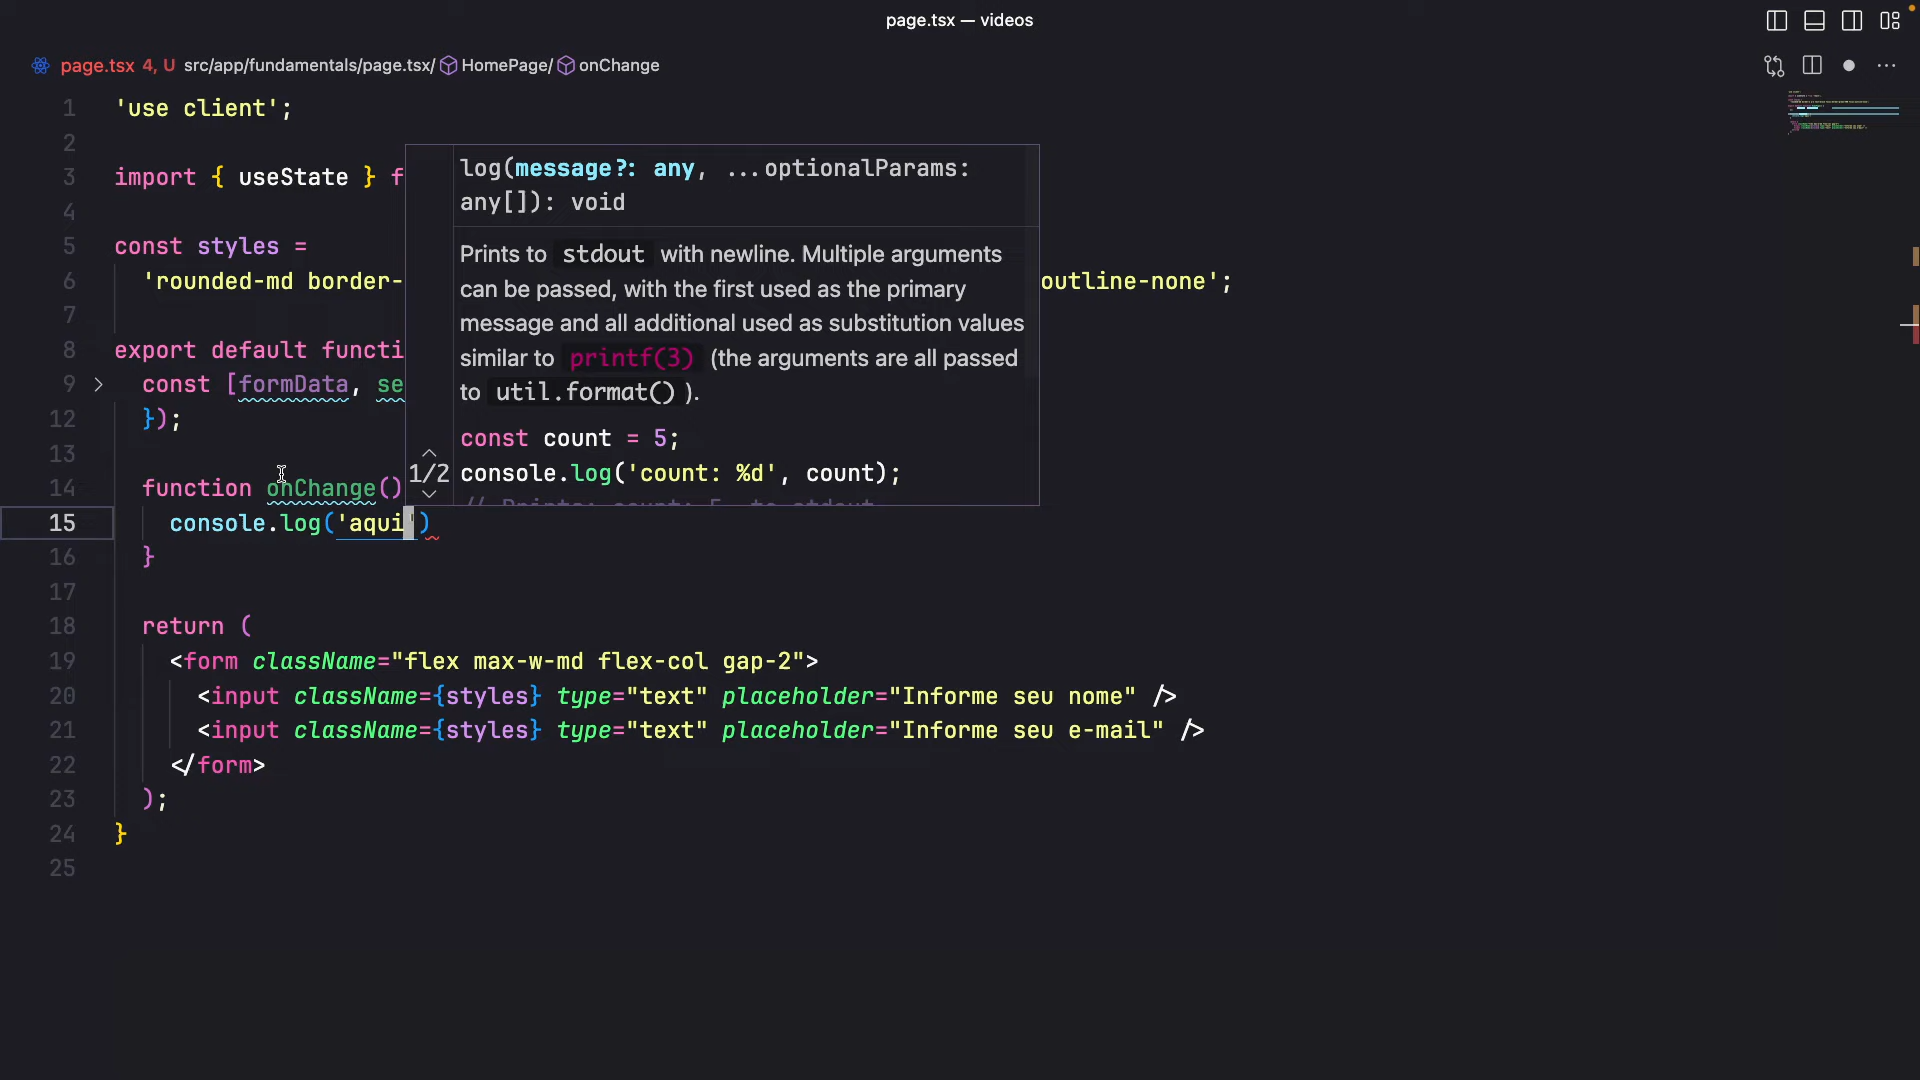 page.tsx — videos
page.tsx 4, U src/app/fundamentals/page.tsx/ HomePage/ onChange
1 'use client';
2
3 import { useState } f
4
5 const styles =
6 'rounded-md border- outline-none';
7
8 export default functi
9 const [formData, se
12 });
13
14 function onChange()
15 console.log('aqui')
16 }
17
18 return (
19 <form className="flex max-w-md flex-col gap-2">
20 <input className={styles} type="text" placeholder="Informe seu nome" />
21 <input className={styles} type="text" placeholder="Informe seu e-mail" />
22 </form>
23 );
24 }
25
log(message?: any, ...optionalParams:
any[]): void
Prints to stdout with newline. Multiple arguments
can be passed, with the first used as the primary
message and all additional used as substitution values
similar to printf(3) (the arguments are all passed
to util.format() ).
const count = 5;
console.log('count: %d', count);
// Prints: count: 5, to stdout
1/2